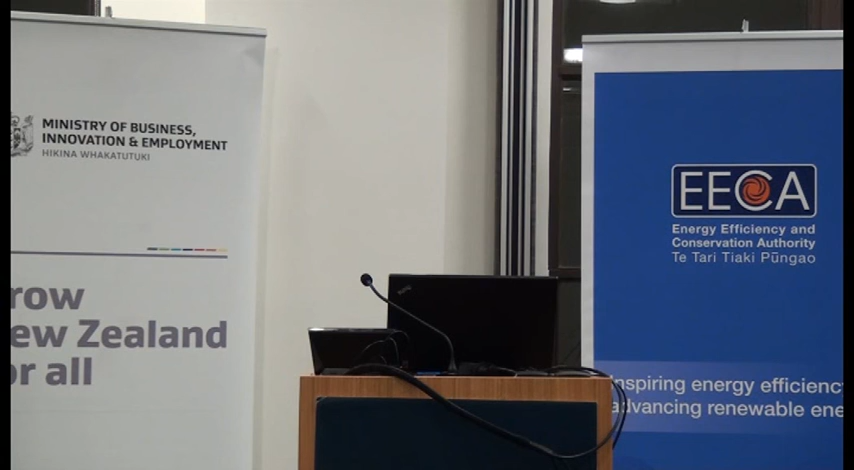 MINISTRY OF BUSINESS,
INNOVATION & EMPLOYMENT
HIKINA WHAKATUTUKI
row
ew Zealand
or all
EECA
Energy Efficiency and
Conservation Authority
Te Tari Tiaki Pūngao
nspiring energy efficiency
advancing renewable ene